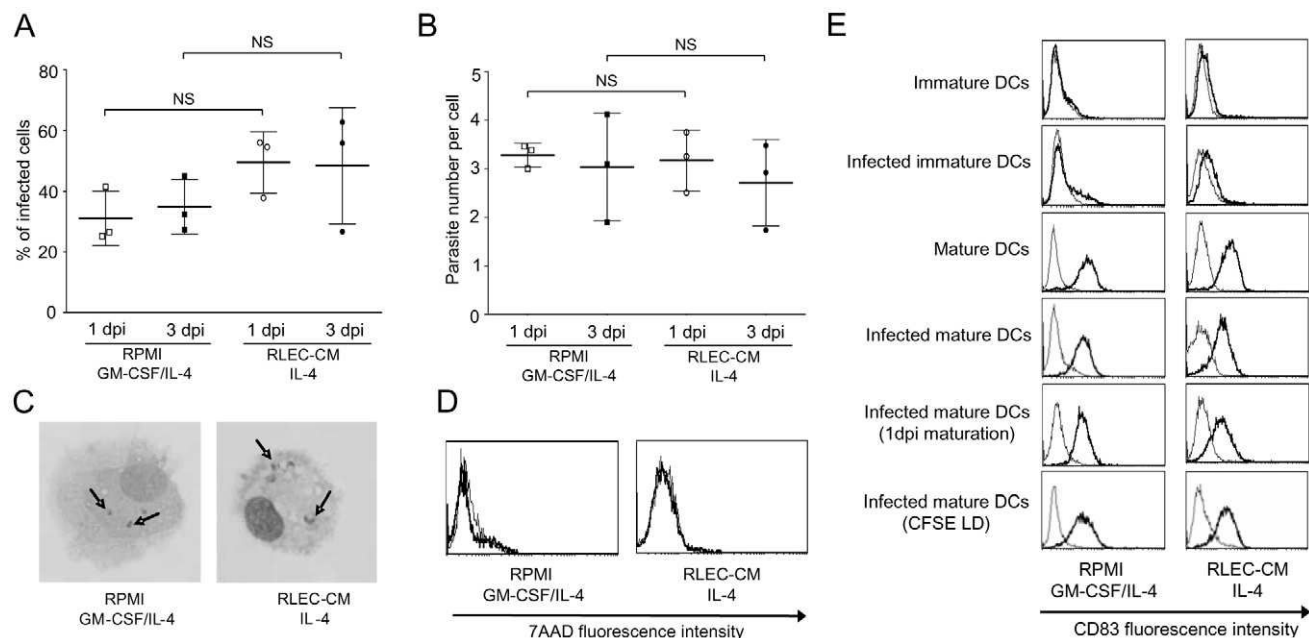 A
% of infected cells
80
60
40
20
0
NS
NS
1 dpi 3 dpi 1 dpi 3 dpi
RPMI RLEC-CM
GM-CSF/IL-4 IL-4
B
Parasite number per cell
5
4
3
2
1
0
NS
NS
1 dpi 3 dpi 1 dpi 3 dpi
RPMI RLEC-CM
GM-CSF/IL-4 IL-4
C
RPMI RLEC-CM
GM-CSF/IL-4 IL-4
D
RPMI RLEC-CM
GM-CSF/IL-4 IL-4
7AAD fluorescence intensity
E
Immature DCs
Infected immature DCs
Mature DCs
Infected mature DCs
Infected mature DCs
(1dpi maturation)
Infected mature DCs
(CFSE LD)
RPMI RLEC-CM
GM-CSF/IL-4 IL-4
CD83 fluorescence intensity